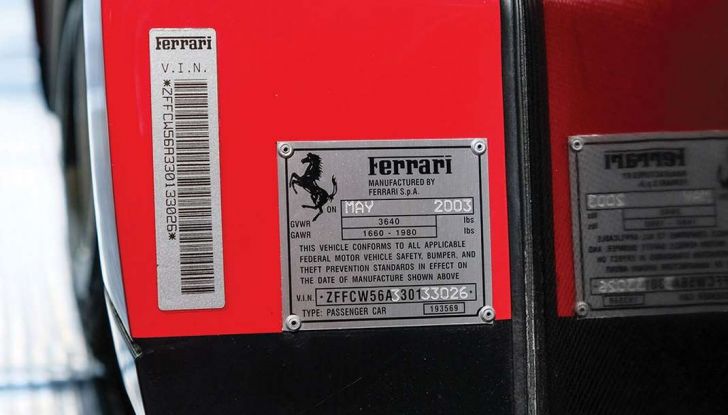 Ferrari
V.I.N.
*ZFFCW56A330133026*
Ferrari
MANUFACTURED BY
FERRARI S.p.A.
ON MAY 2003
GVWR 3640 lbs
GAWR 1660 - 1980 lbs
THIS VEHICLE CONFORMS TO ALL APPLICABLE
FEDERAL MOTOR VEHICLE SAFETY, BUMPER, AND
THEFT PREVENTION STANDARDS IN EFFECT ON
THE DATE OF MANUFACTURE SHOWN ABOVE
V.I.N. ·ZFFCW56A330133026·
TYPE: PASSENGER CAR 193569